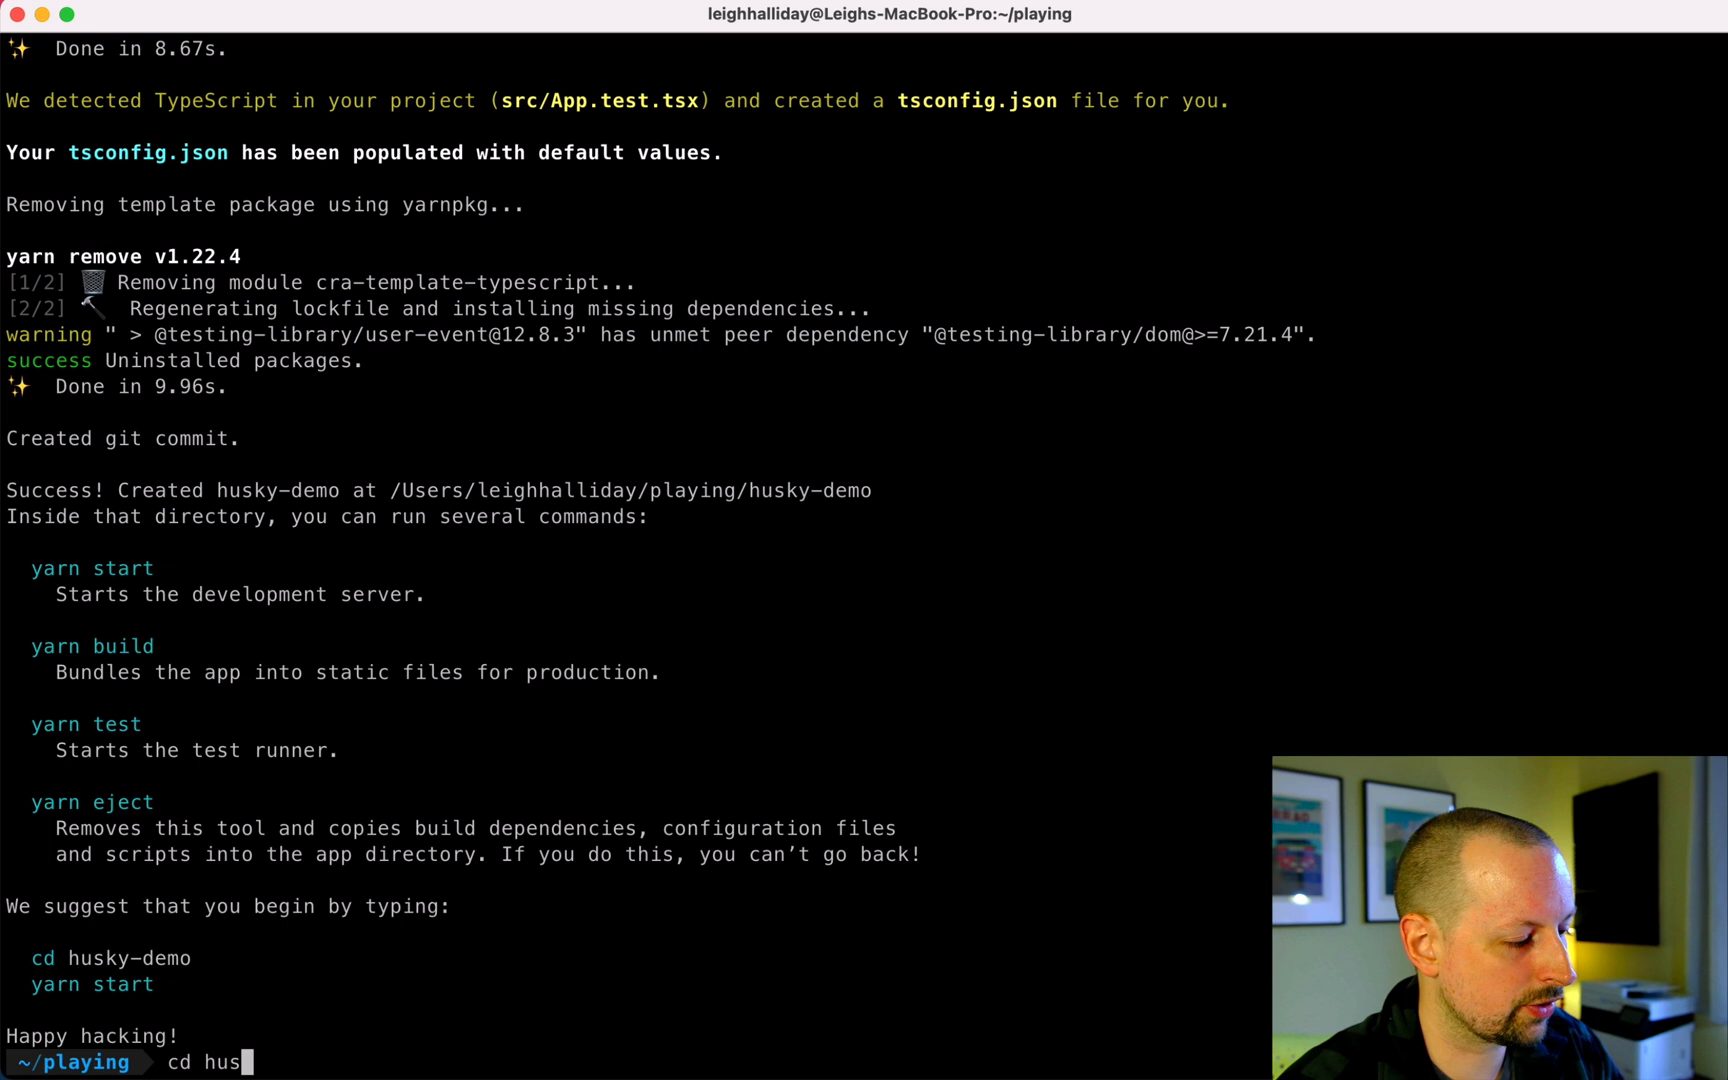 leighhalliday@Leighs-MacBook-Pro:~/playing
✨  Done in 8.67s.
We detected TypeScript in your project (src/App.test.tsx) and created a tsconfig.json file for you.
Your tsconfig.json has been populated with default values.
Removing template package using yarnpkg...
yarn remove v1.22.4
[1/2] 🗑 Removing module cra-template-typescript...
[2/2] 🔨 Regenerating lockfile and installing missing dependencies...
warning " > @testing-library/user-event@12.8.3" has unmet peer dependency "@testing-library/dom@>=7.21.4".
success Uninstalled packages.
✨  Done in 9.96s.
Created git commit.
Success! Created husky-demo at /Users/leighhalliday/playing/husky-demo
Inside that directory, you can run several commands:
yarn start
Starts the development server.
yarn build
Bundles the app into static files for production.
yarn test
Starts the test runner.
yarn eject
Removes this tool and copies build dependencies, configuration files
and scripts into the app directory. If you do this, you can’t go back!
We suggest that you begin by typing:
cd husky-demo
yarn start
Happy hacking!
~/playing cd hus